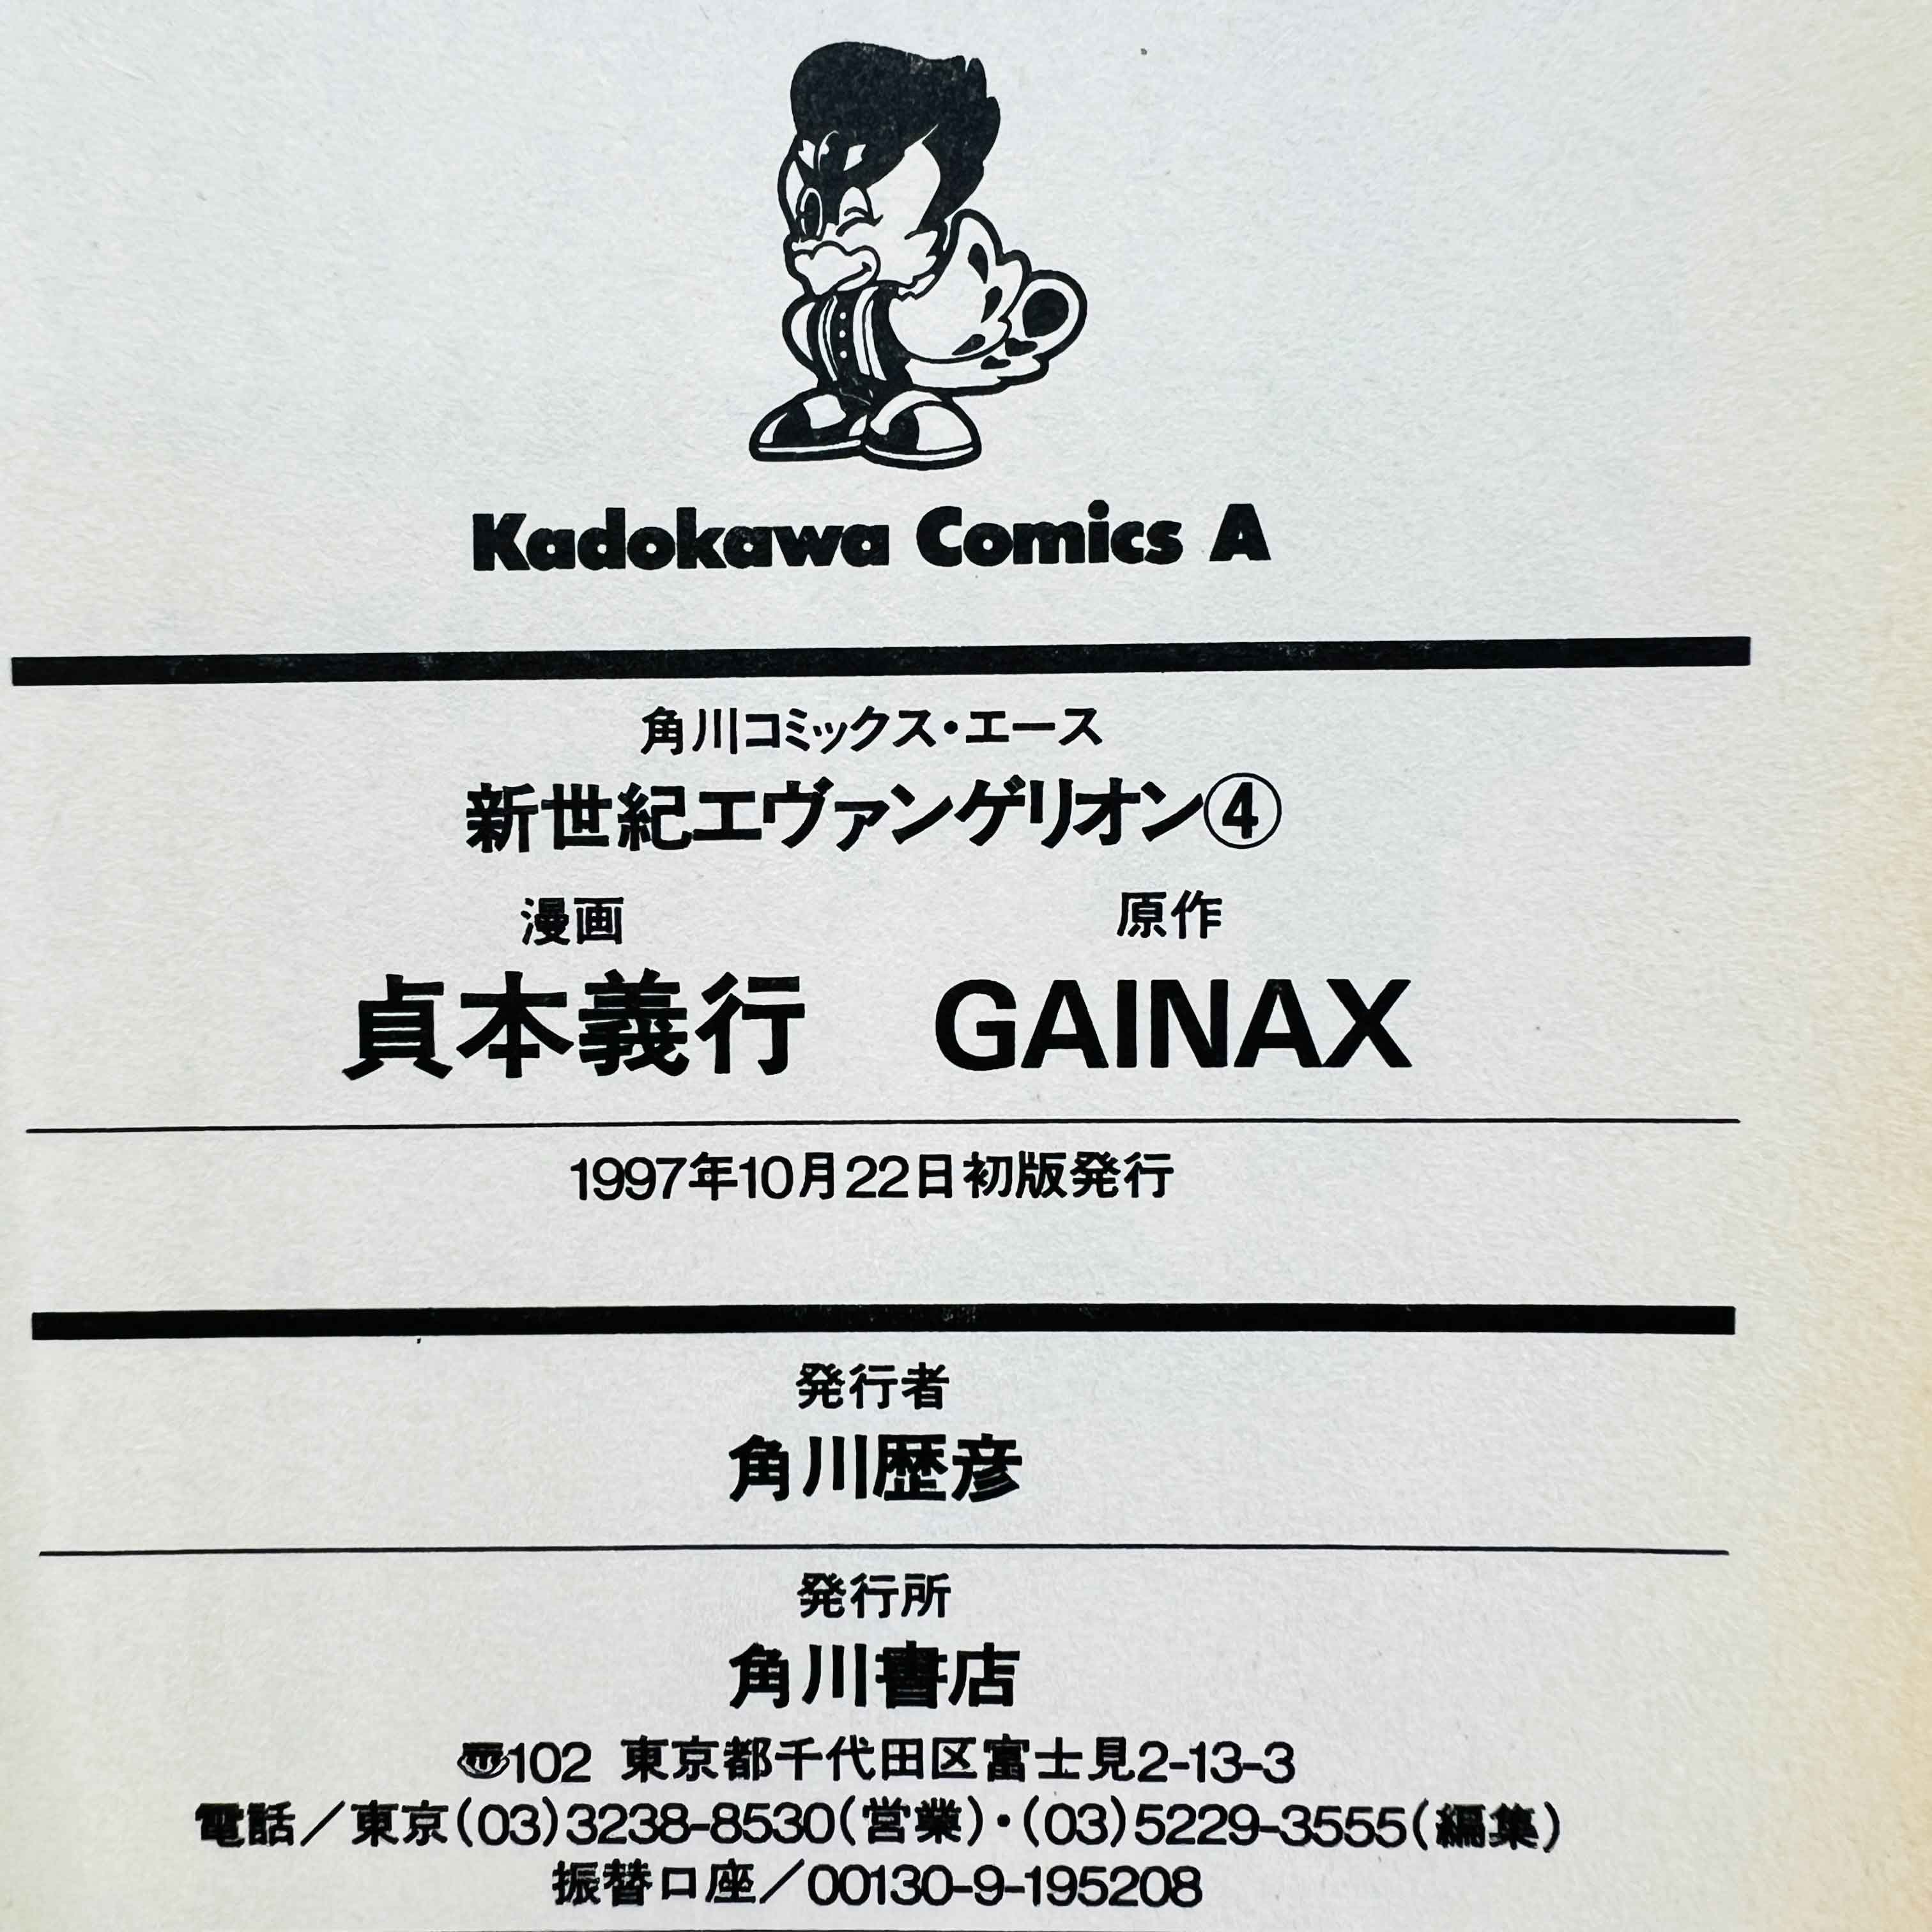 Kadokawa Comics A
角川コミックス・エース
新世紀エヴァンゲリオン④
漫画 原作
貞本義行 GAINAX
1997年10月22日初版発行
発行者
角川歴彦
発行所
角川書店
〠102 東京都千代田区富士見2-13-3
電話／東京(03)3238-8530(営業)・(03)5229-3555(編集)
振替口座／00130-9-195208